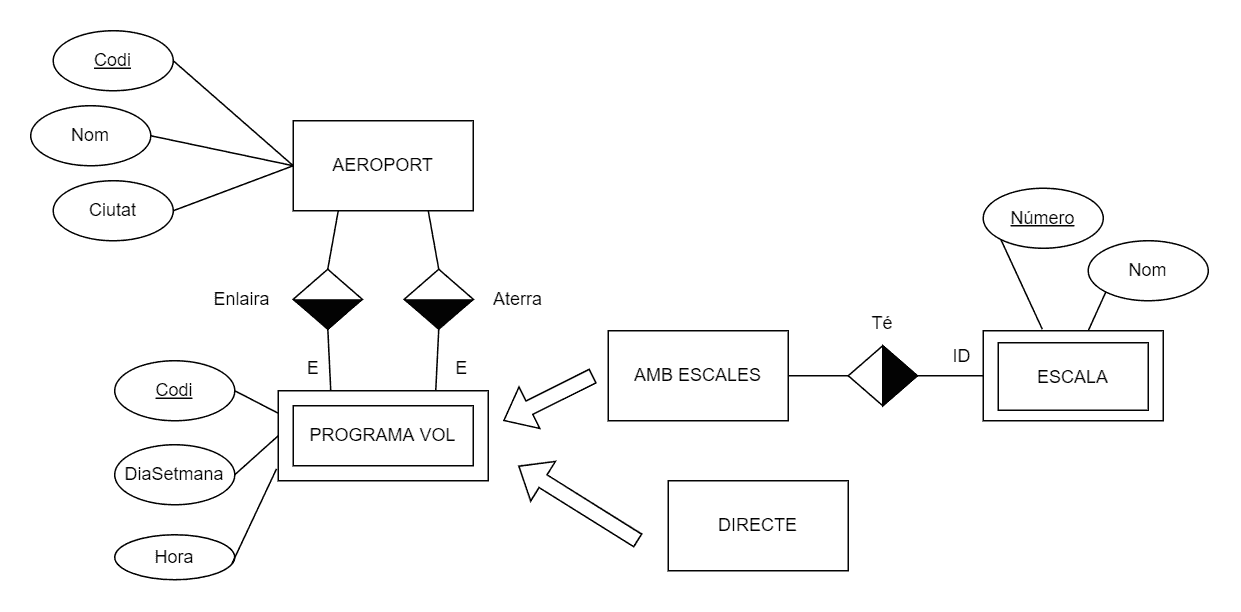 Codi
Nom
AEROPORT
Ciutat
Número
Nom
Enlaira
Aterra
Té
E
E
ID
AMB ESCALES
ESCALA
Codi
PROGRAMA VOL
DiaSetmana
DIRECTE
Hora